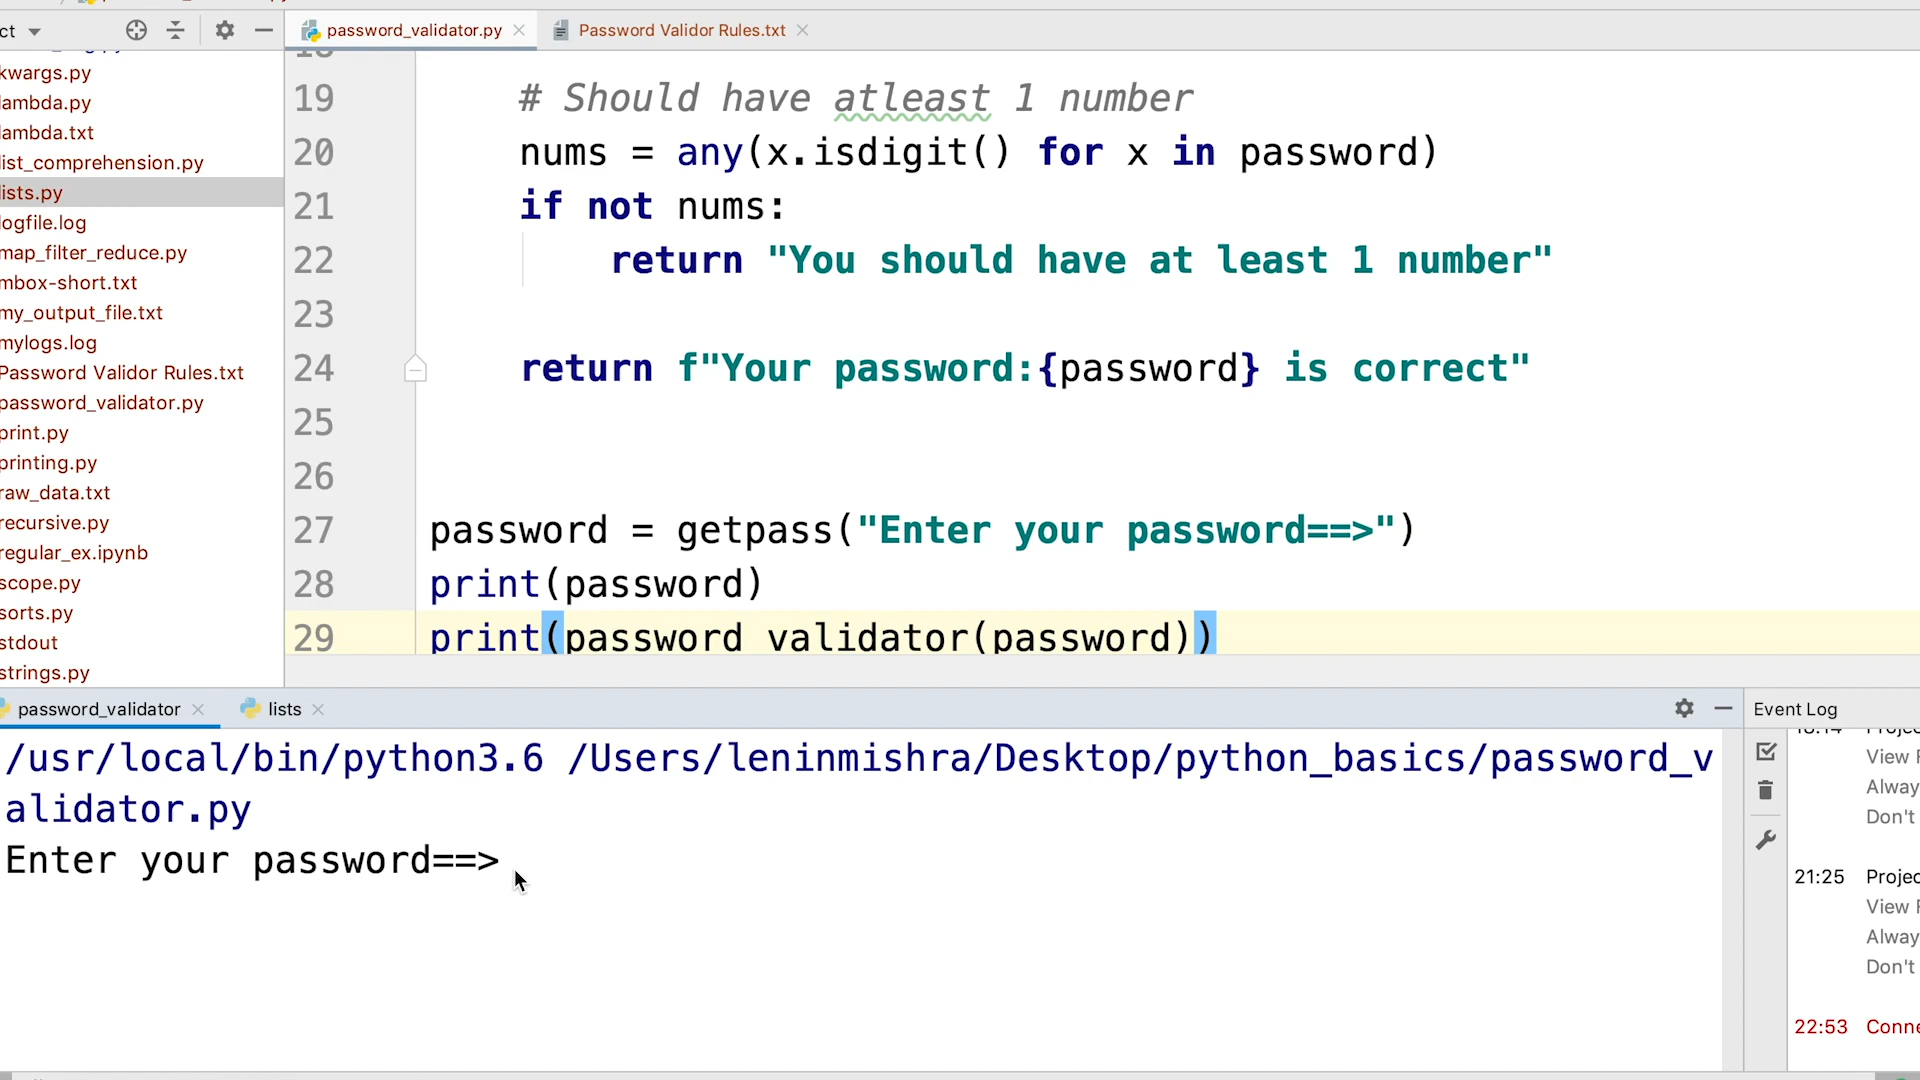 ct
password_validator.py
Password Validor Rules.txt
kwargs.py
lambda.py
lambda.txt
list_comprehension.py
lists.py
logfile.log
map_filter_reduce.py
mbox-short.txt
my_output_file.txt
mylogs.log
Password Validor Rules.txt
password_validator.py
print.py
printing.py
raw_data.txt
recursive.py
regular_ex.ipynb
scope.py
sorts.py
stdout
strings.py
18
19 # Should have atleast 1 number
20 nums = any(x.isdigit() for x in password)
21 if not nums:
22 return "You should have at least 1 number"
23
24 return f"Your password:{password} is correct"
25
26
27 password = getpass("Enter your password==>")
28 print(password)
29 print(password validator(password))
password_validator
lists
/usr/local/bin/python3.6 /Users/leninmishra/Desktop/python_basics/password_v
alidator.py
Enter your password==>
Event Log
View
Alway
Don't
21:25 Projec
View
Alway
Don't
22:53 Conne